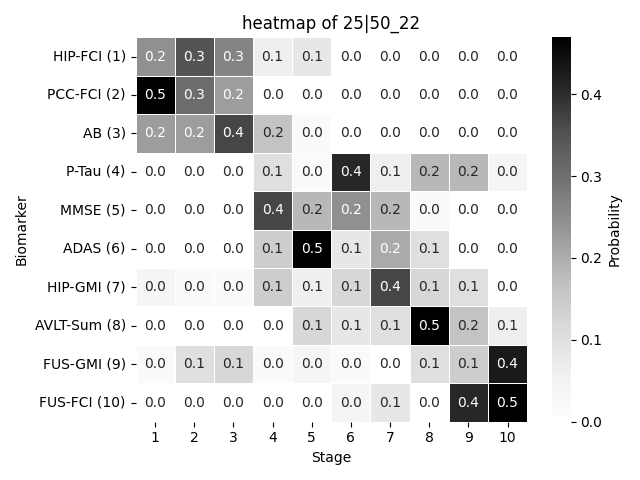 heatmap of 25|50_22
HIP-FCI (1) 0.2 0.3 0.3 0.1 0.1 0.0 0.0 0.0 0.0 0.0
PCC-FCI (2) 0.5 0.3 0.2 0.0 0.0 0.0 0.0 0.0 0.0 0.0
AB (3) 0.2 0.2 0.4 0.2 0.0 0.0 0.0 0.0 0.0 0.0
P-Tau (4) 0.0 0.0 0.0 0.1 0.0 0.4 0.1 0.2 0.2 0.0
MMSE (5) 0.0 0.0 0.0 0.4 0.2 0.2 0.2 0.0 0.0 0.0
ADAS (6) 0.0 0.0 0.0 0.1 0.5 0.1 0.2 0.1 0.0 0.0
HIP-GMI (7) 0.0 0.0 0.0 0.1 0.1 0.1 0.4 0.1 0.1 0.0
AVLT-Sum (8) 0.0 0.0 0.0 0.0 0.1 0.1 0.1 0.5 0.2 0.1
FUS-GMI (9) 0.0 0.1 0.1 0.0 0.0 0.0 0.0 0.1 0.1 0.4
FUS-FCI (10) 0.0 0.0 0.0 0.0 0.0 0.0 0.1 0.0 0.4 0.5
1 2 3 4 5 6 7 8 9 10
Stage
Biomarker
0.4
0.3
0.2
0.1
0.0
Probability